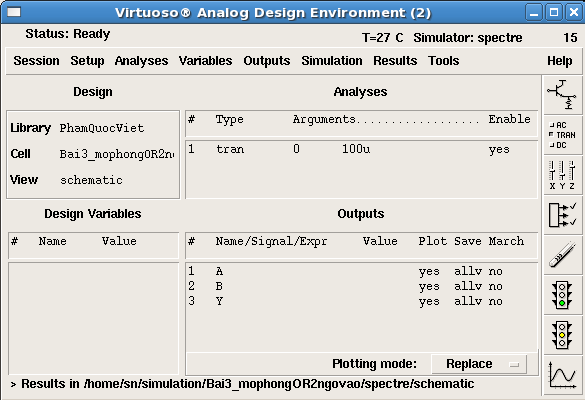 Virtuoso® Analog Design Environment (2)
Status: Ready
T=27 C Simulator: spectre 15
Session Setup Analyses Variables Outputs Simulation Results Tools Help
Design
Library PhamQuocViet
Cell Bai3_mophongOR2ng
View schematic
Analyses
# Type Arguments................... Enable
1 tran 0 100u yes
Design Variables
# Name Value
Outputs
# Name/Signal/Expr Value Plot Save March
1 A yes allv no
2 B yes allv no
3 Y yes allv no
Plotting mode: Replace
> Results in /home/sn/simulation/Bai3_mophongOR2ngovao/spectre/schematic
AC
TRAN
DC
X Y Z